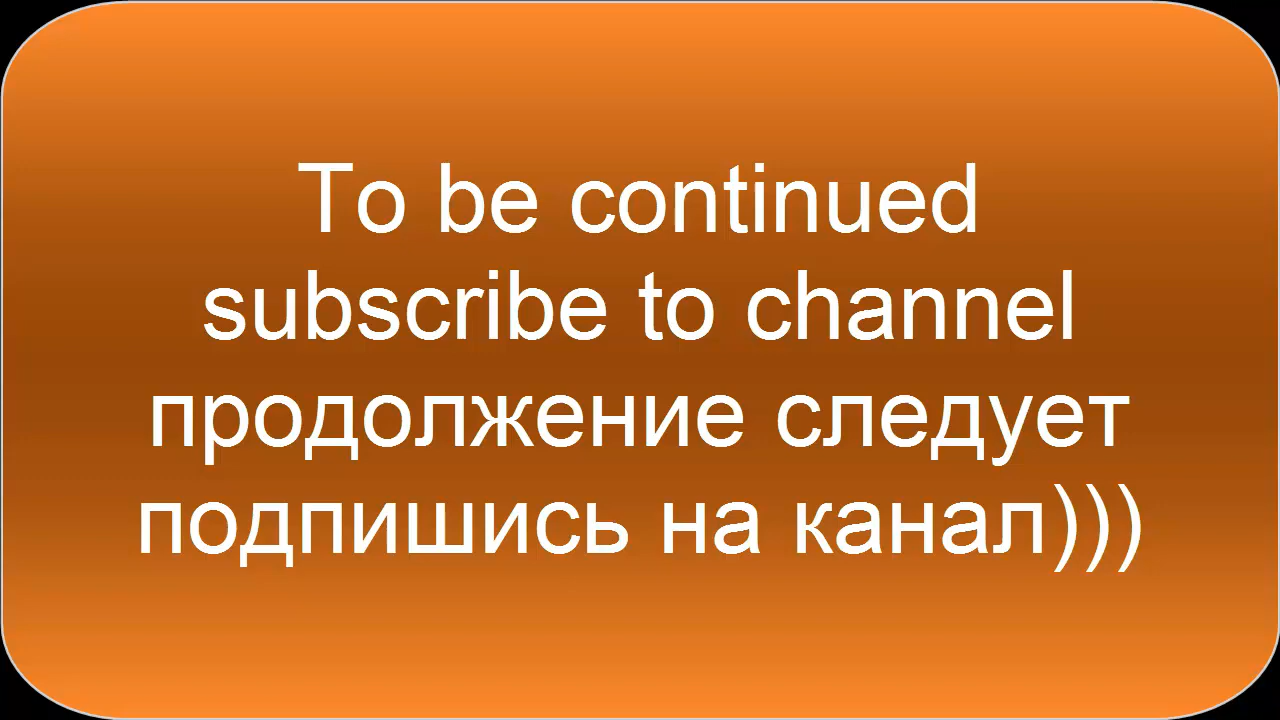 To be continued
subscribe to channel
продолжение следует
подпишись на канал)))